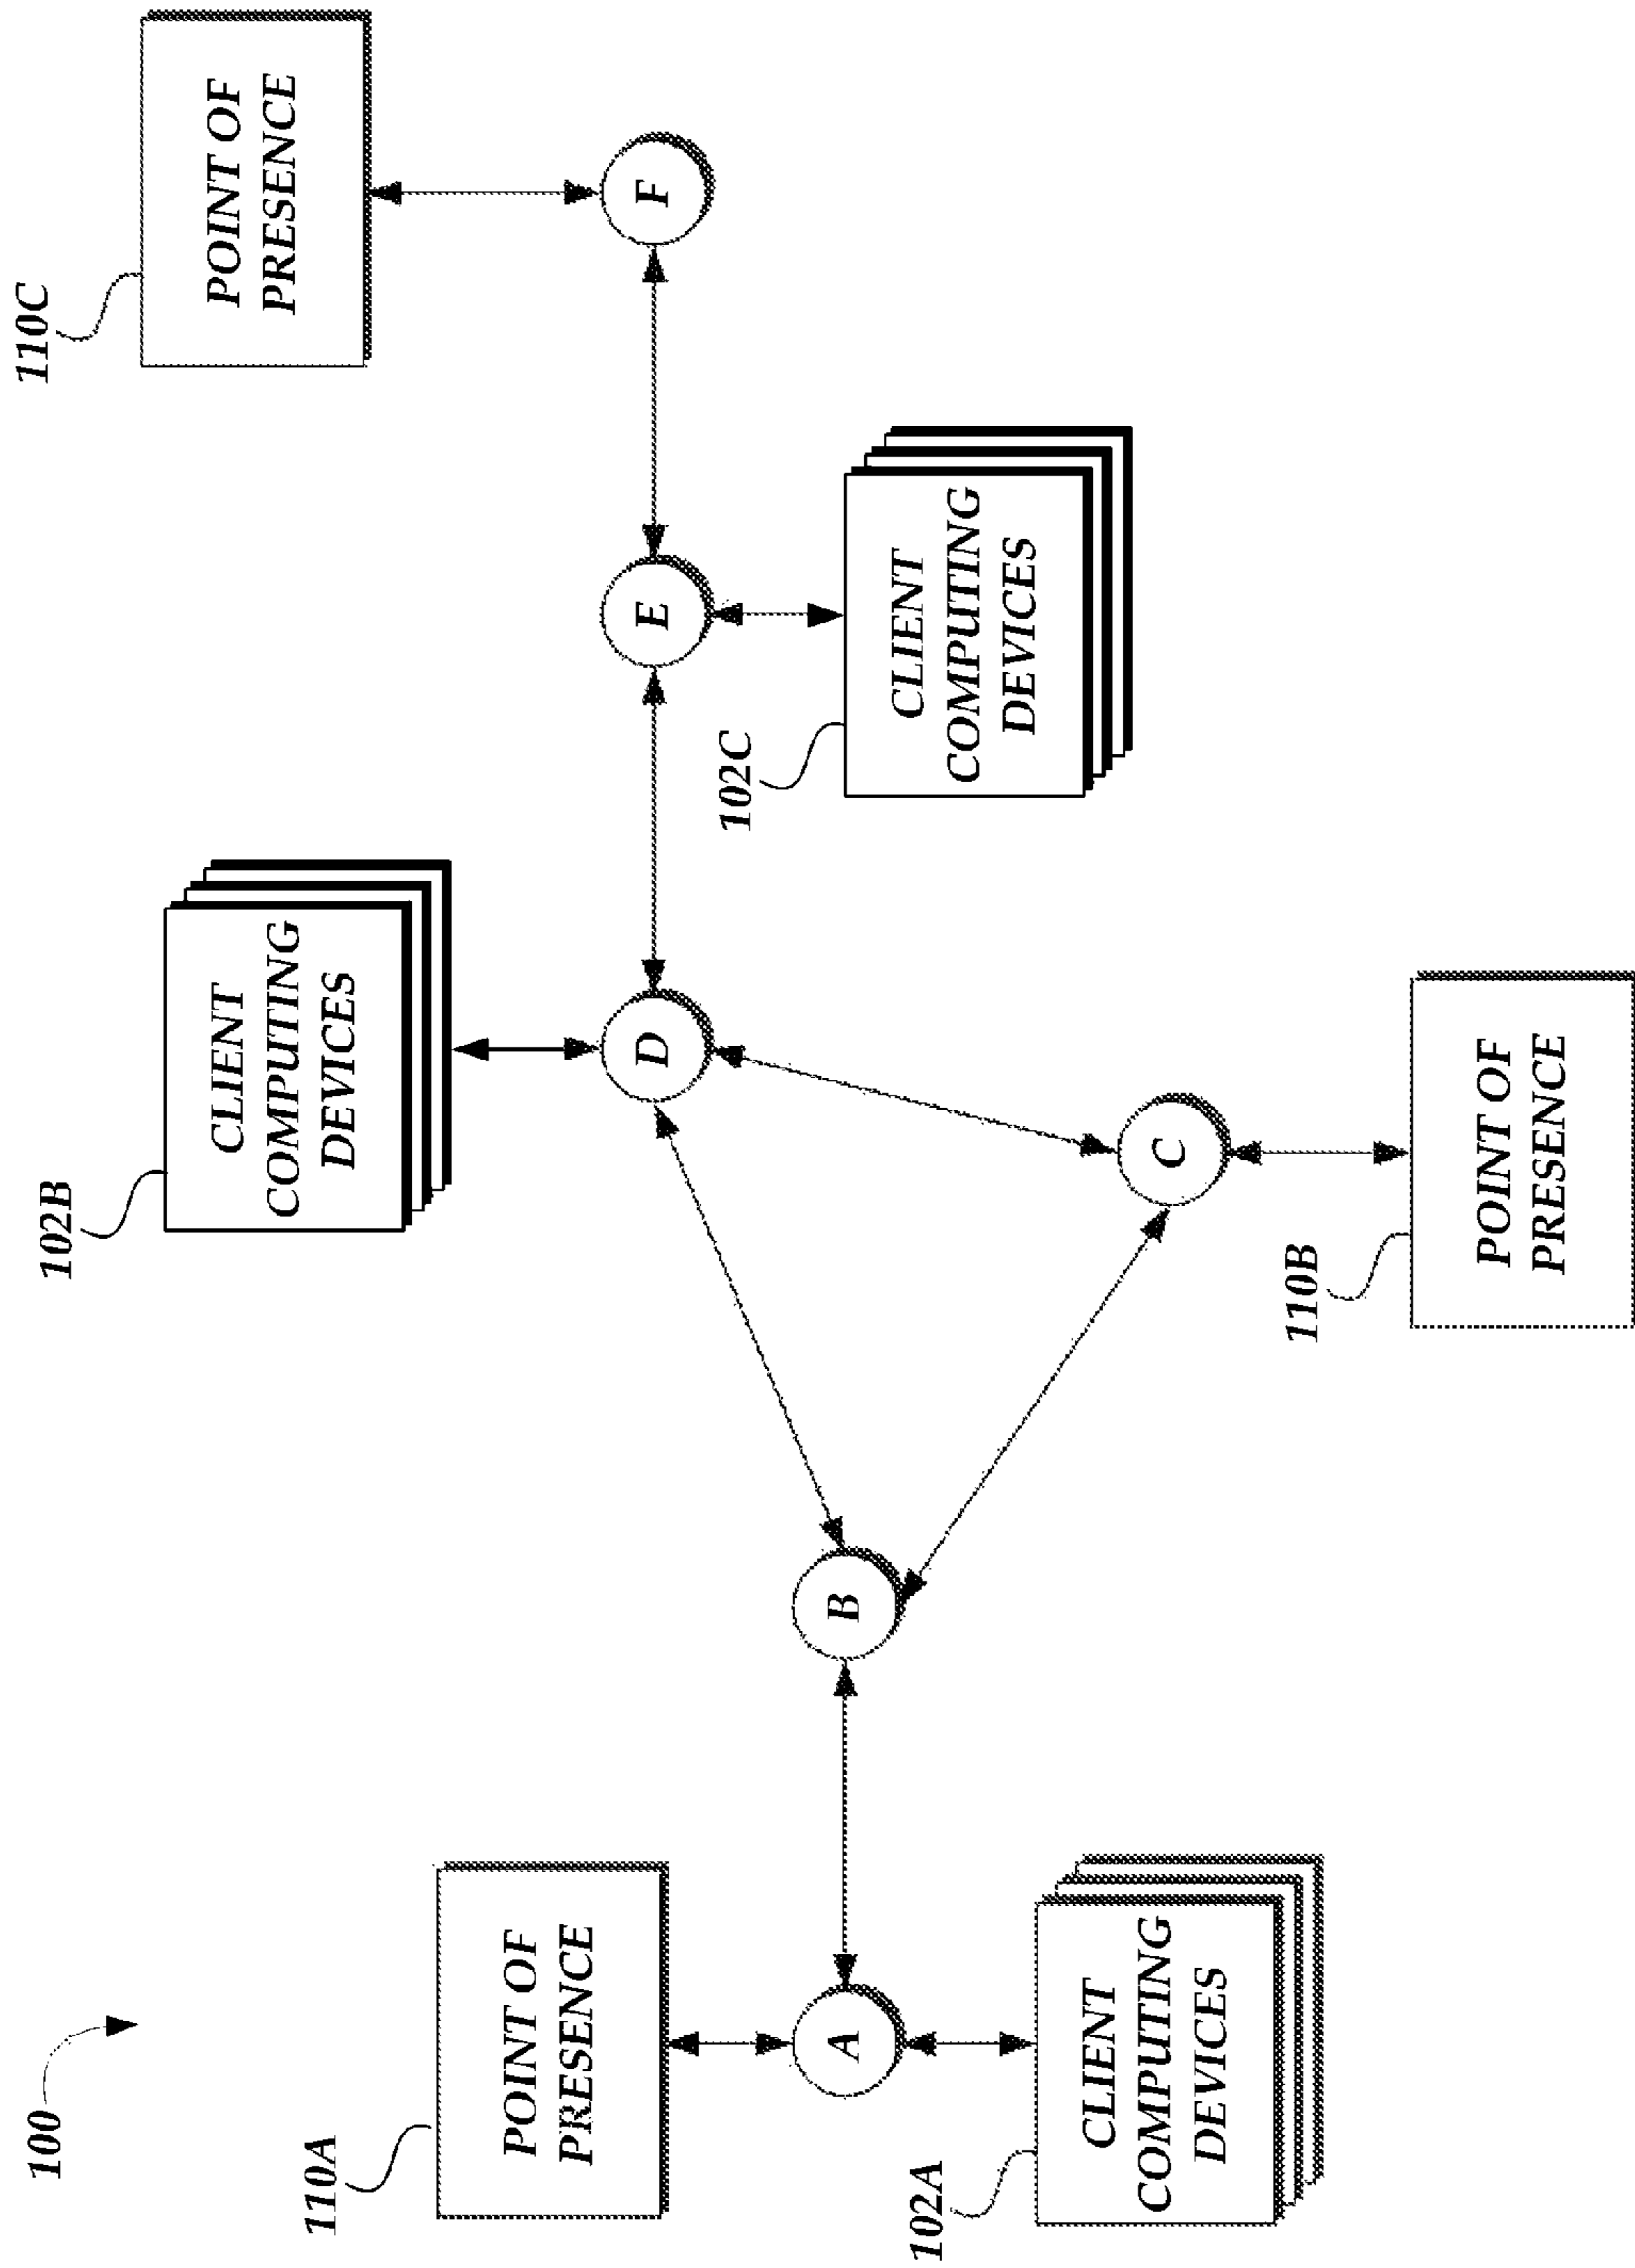 100
110A
POINT OF
PRESENCE
102A
CLIENT
COMPUTING
DEVICES
A
B
102B
CLIENT
COMPUTING
DEVICES
D
C
110B
POINT OF
PRESENCE
E
102C
CLIENT
COMPUTING
DEVICES
110C
POINT OF
PRESENCE
F